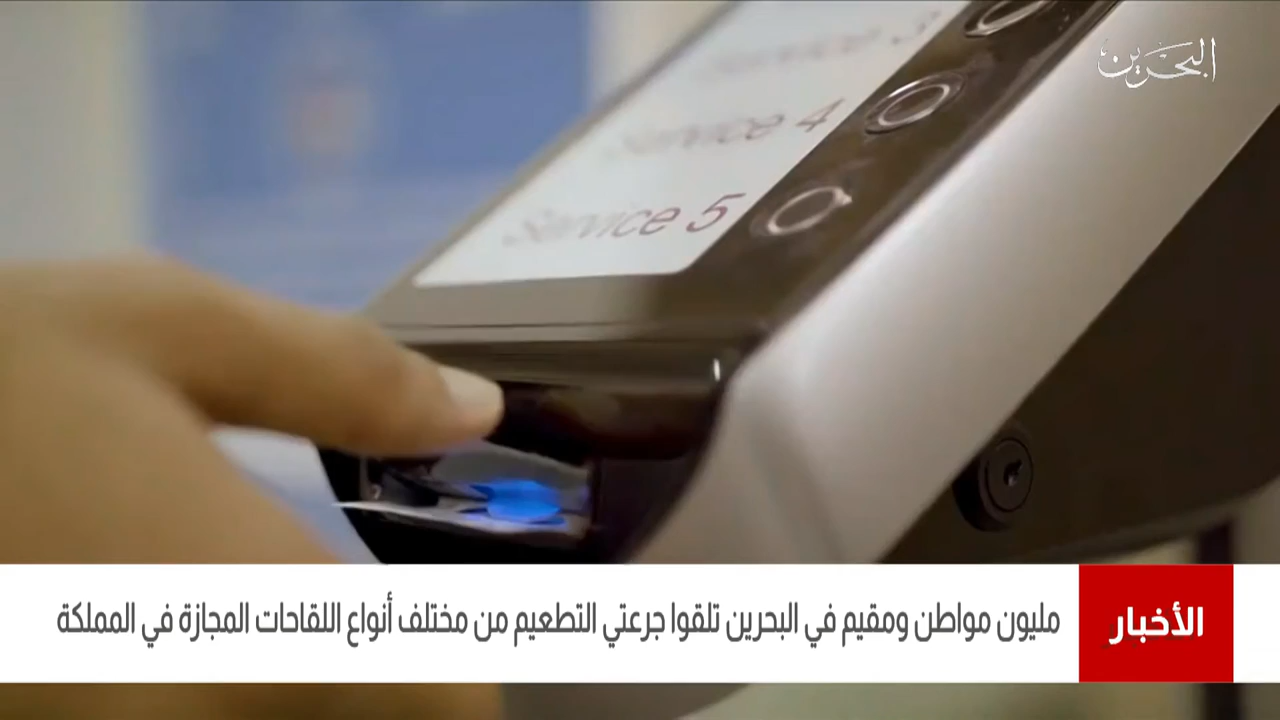 البحرين
Service 4
Service 5
الأخبار
مليون مواطن ومقيم في البحرين تلقوا جرعتي التطعيم من مختلف أنواع اللقاحات المجازة في المملكة